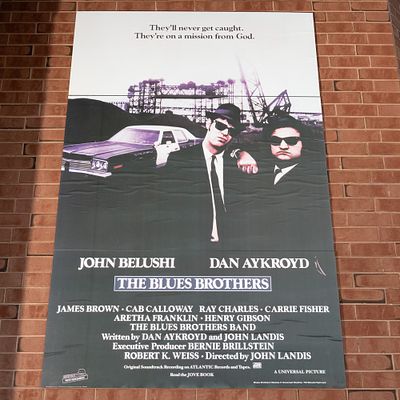 They'll never get caught.
They're on a mission from God.
JOHN BELUSHI DAN AYKROYD
THE BLUES BROTHERS
JAMES BROWN • CAB CALLOWAY RAY CHARLES • CARRIE FISHER
ARETHA FRANKLIN • HENRY GIBSON
THE BLUES BROTHERS BAND
Written by DAN AYKROYD and JOHN LANDIS
Executive Producer BERNIE BRILLSTEIN
ROBERT K. WEISS • Directed by JOHN LANDIS
Original Soundtrack Recording on ATLANTIC Records and Tapes.
Read the JOVE BOOK
A UNIVERSAL PICTURE